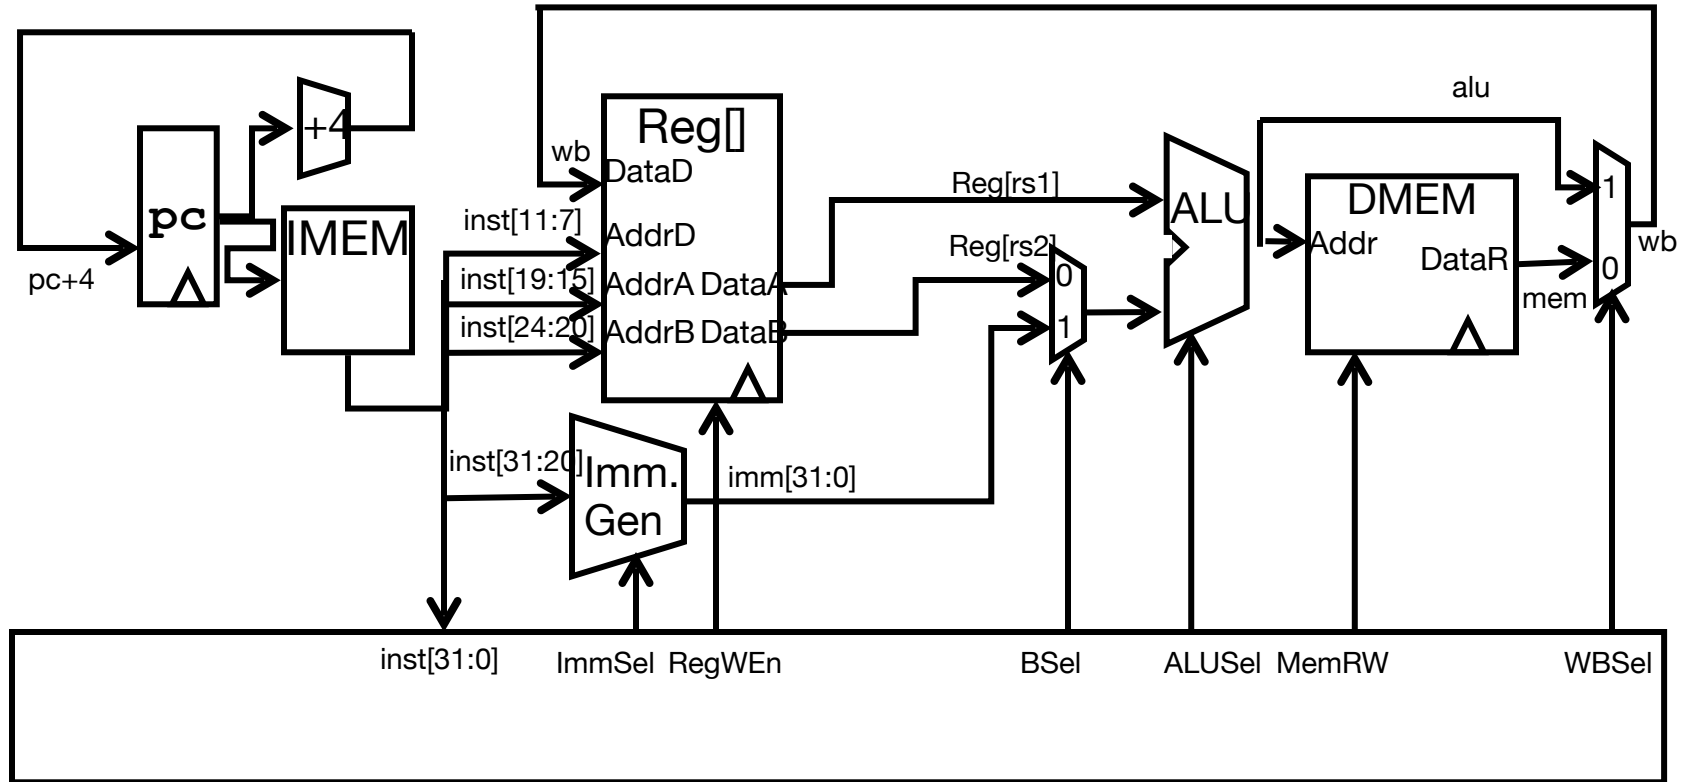 alu
+4
Reg[]
wb
DataD
pc
IMEM
inst[11:7]
AddrD
Reg[rs1]
ALU
DMEM
1
wb
pc+4
inst[19:15]
AddrA DataA
Reg[rs2]
0
Addr
DataR
0
mem
inst[24:20]
AddrB DataB
1
inst[31:20]
Imm.
Gen
imm[31:0]
inst[31:0]
ImmSel
RegWEn
BSel
ALUSel
MemRW
WBSel